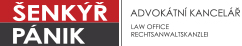 ŠENKÝŘ
PÁNIK
ADVOKÁTNÍ KANCELÁŘ
LAW OFFICE
RECHTSANWALTSKANZLEI